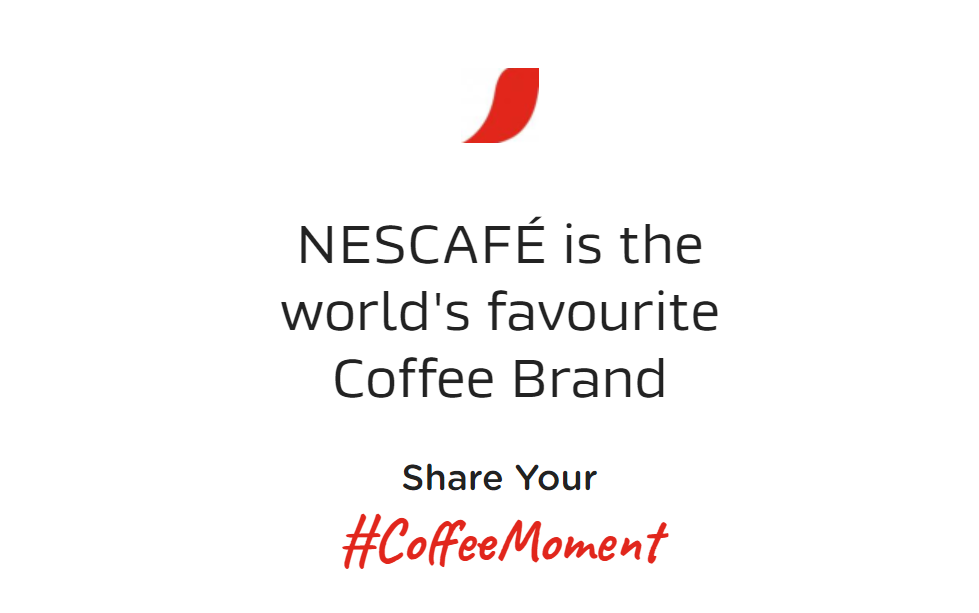 NESCAFÉ is the
world's favourite
Coffee Brand
Share Your
#CoffeeMoment